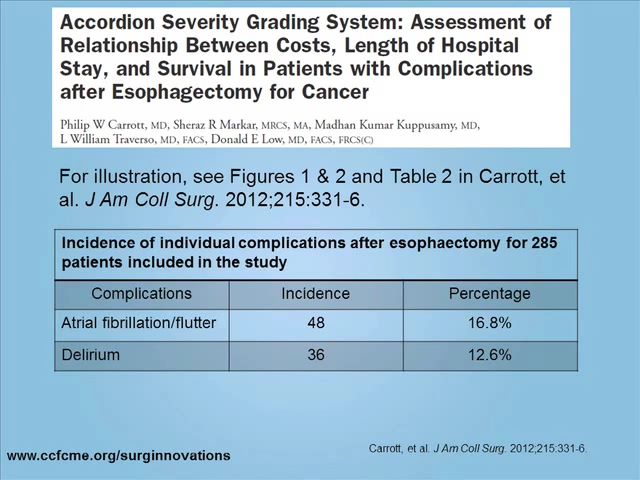 Accordion Severity Grading System: Assessment of
Relationship Between Costs, Length of Hospital
Stay, and Survival in Patients with Complications
after Esophagectomy for Cancer
Philip W Carrott, MD, Sheraz R Markar, MRCS, MA, Madhan Kumar Kuppusamy, MD,
L William Traverso, MD, FACS, Donald E Low, MD, FACS, FRCS(C)
For illustration, see Figures 1 & 2 and Table 2 in Carrott, et
al. J Am Coll Surg. 2012;215:331-6.
Incidence of individual complications after esophaectomy for 285
patients included in the study
Complications Incidence Percentage
Atrial fibrillation/flutter 48 16.8%
Delirium 36 12.6%
Carrott, et al. J Am Coll Surg. 2012;215:331-6.
www.ccfcme.org/surginnovations